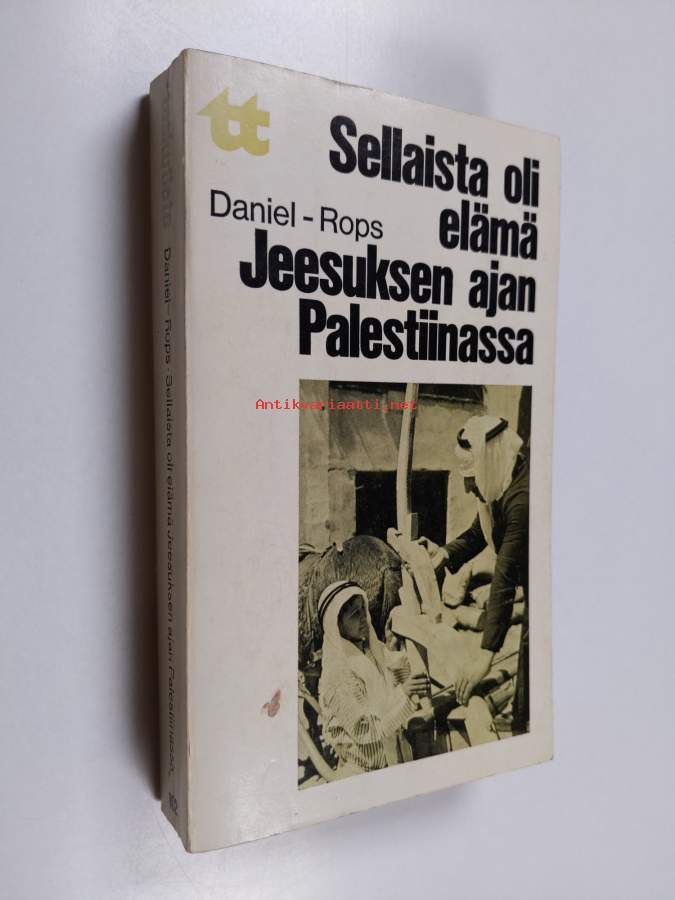 tt
Sellaista oli
elämä
Daniel-Rops
Jeesuksen ajan
Palestiinassa
Antikvariaatti.net
Daniel-Rops · Sellaista oli elämä Jeesuksen ajan Palestiinassa